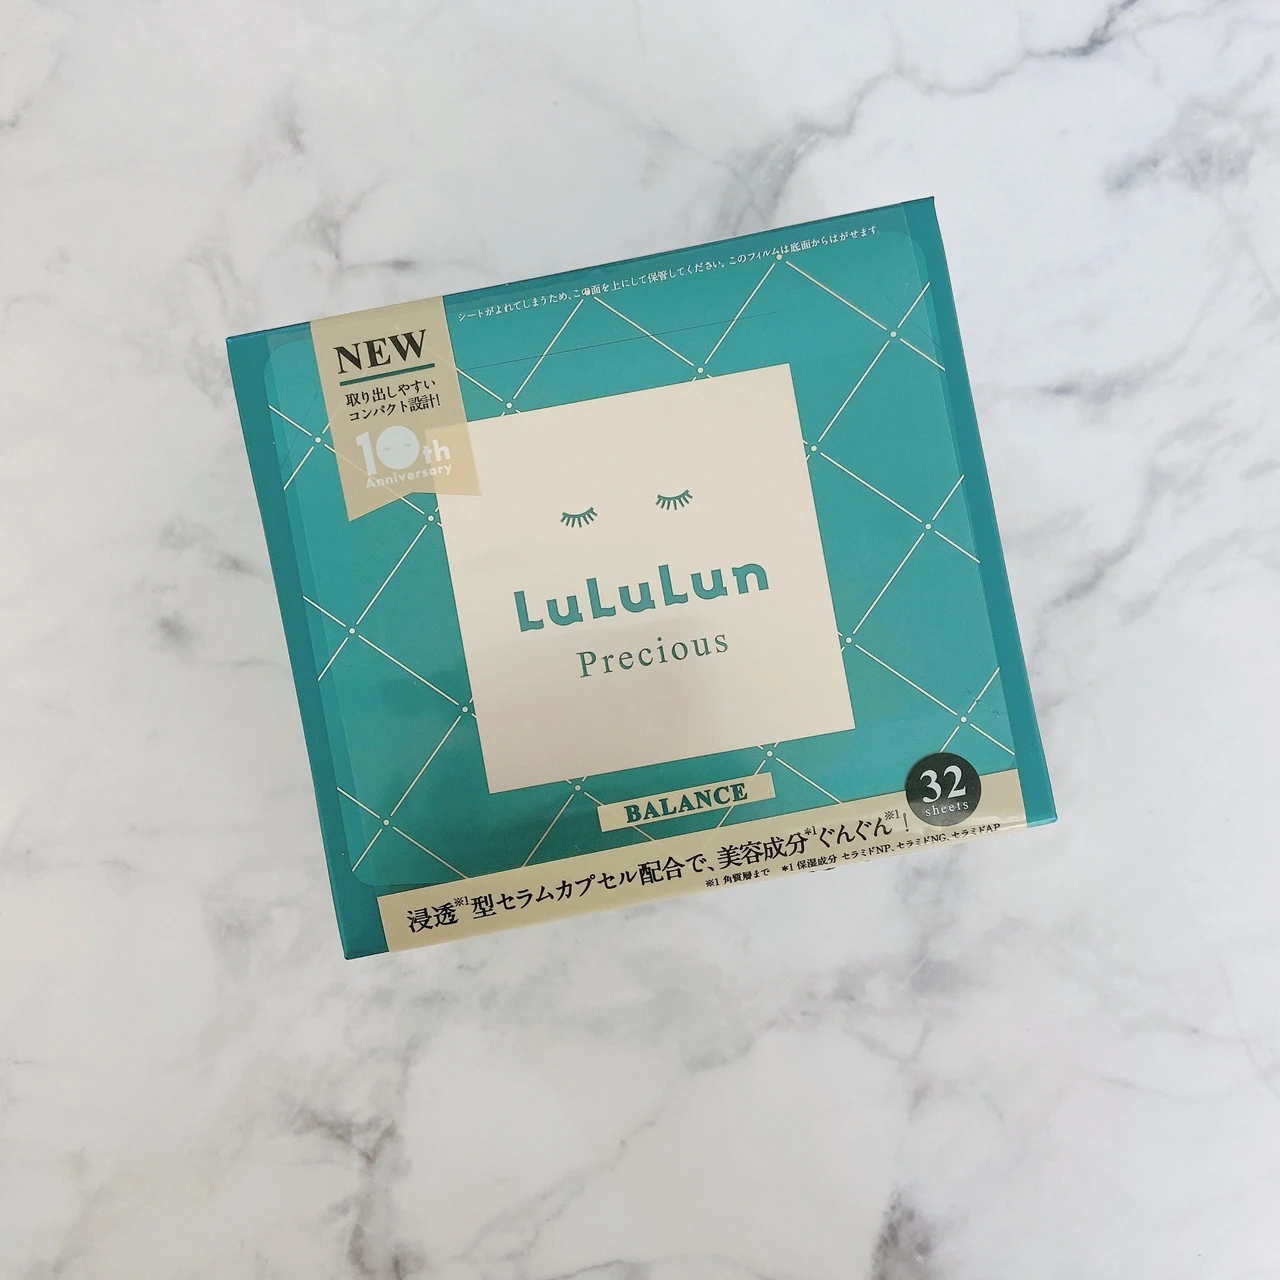 シートがよれてしまうため、この面を上にして保管してください。このフィルムは底面からはがせます
NEW
取り出しやすい
コンパクト設計!
10th
Anniversary
LuLuLun
Precious
BALANCE
32
sheets
浸透※1型セラムカプセル配合で、美容成分*1ぐんぐん※1!
※1 角質層まで *1 保湿成分 セラミドNP、セラミドNG、セラミドAP